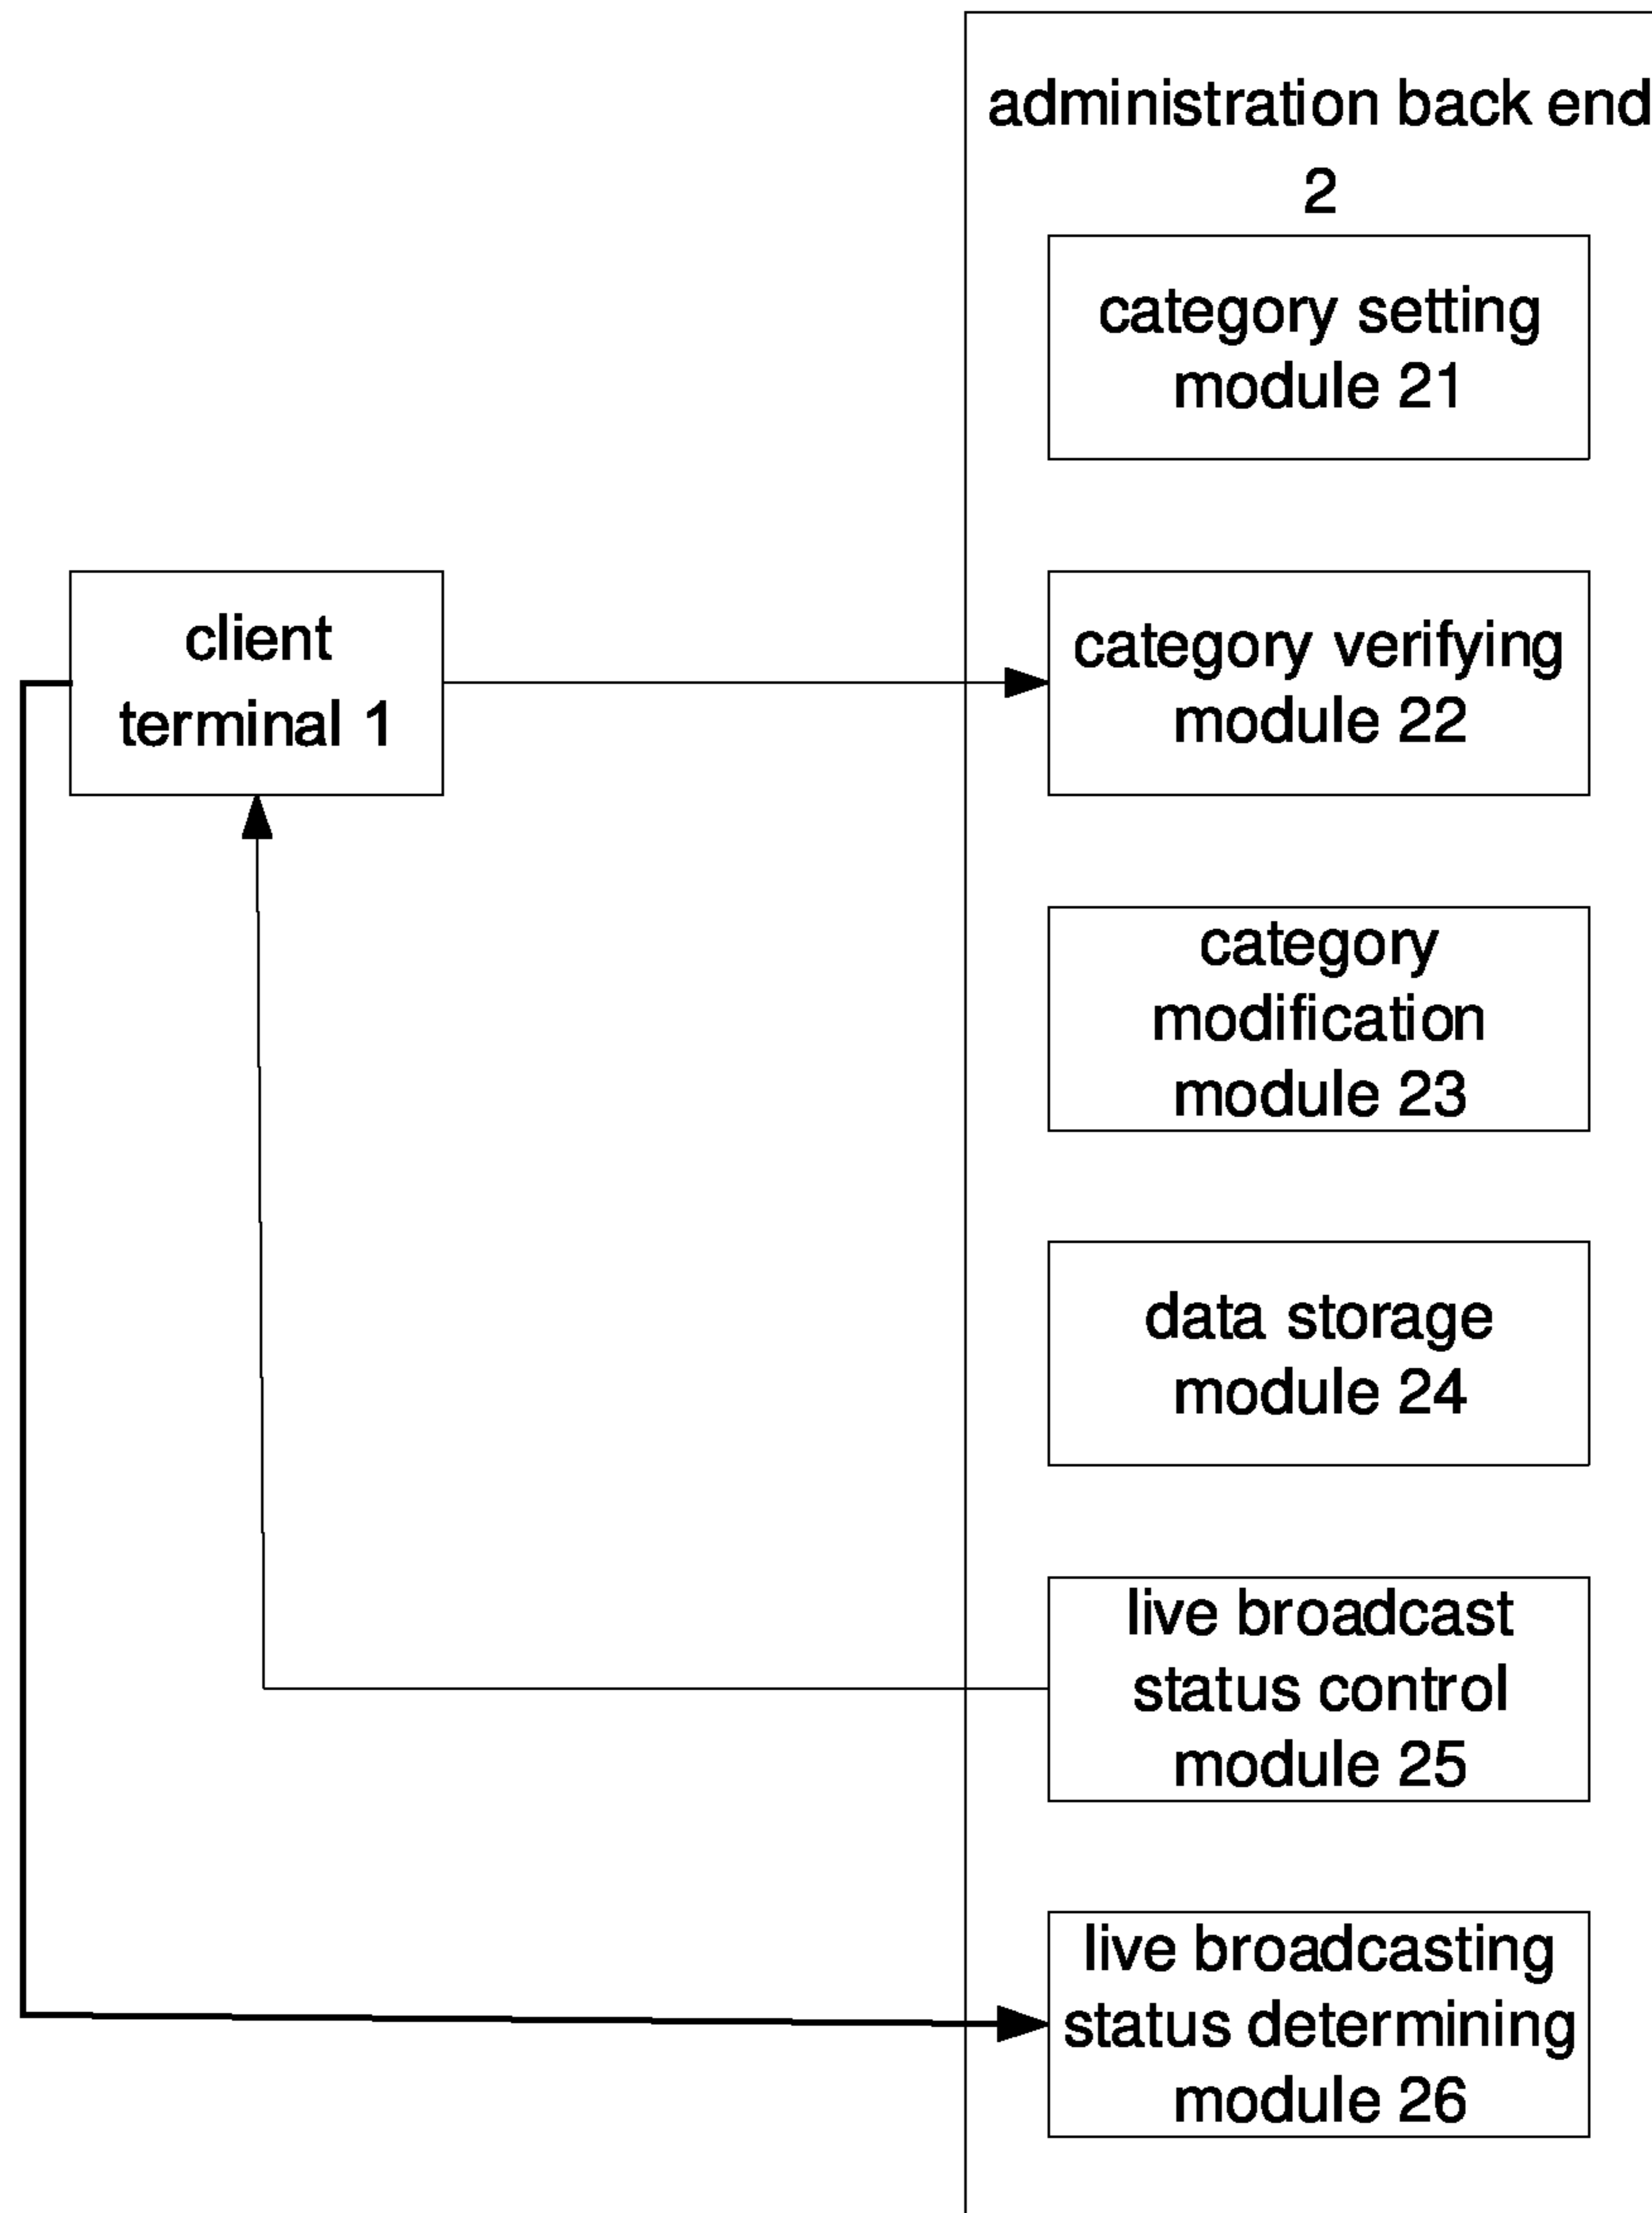 administration back end
2
category setting
module 21
client
terminal 1
category verifying
module 22
category
modification
module 23
data storage
module 24
live broadcast
status control
module 25
live broadcasting
status determining
module 26